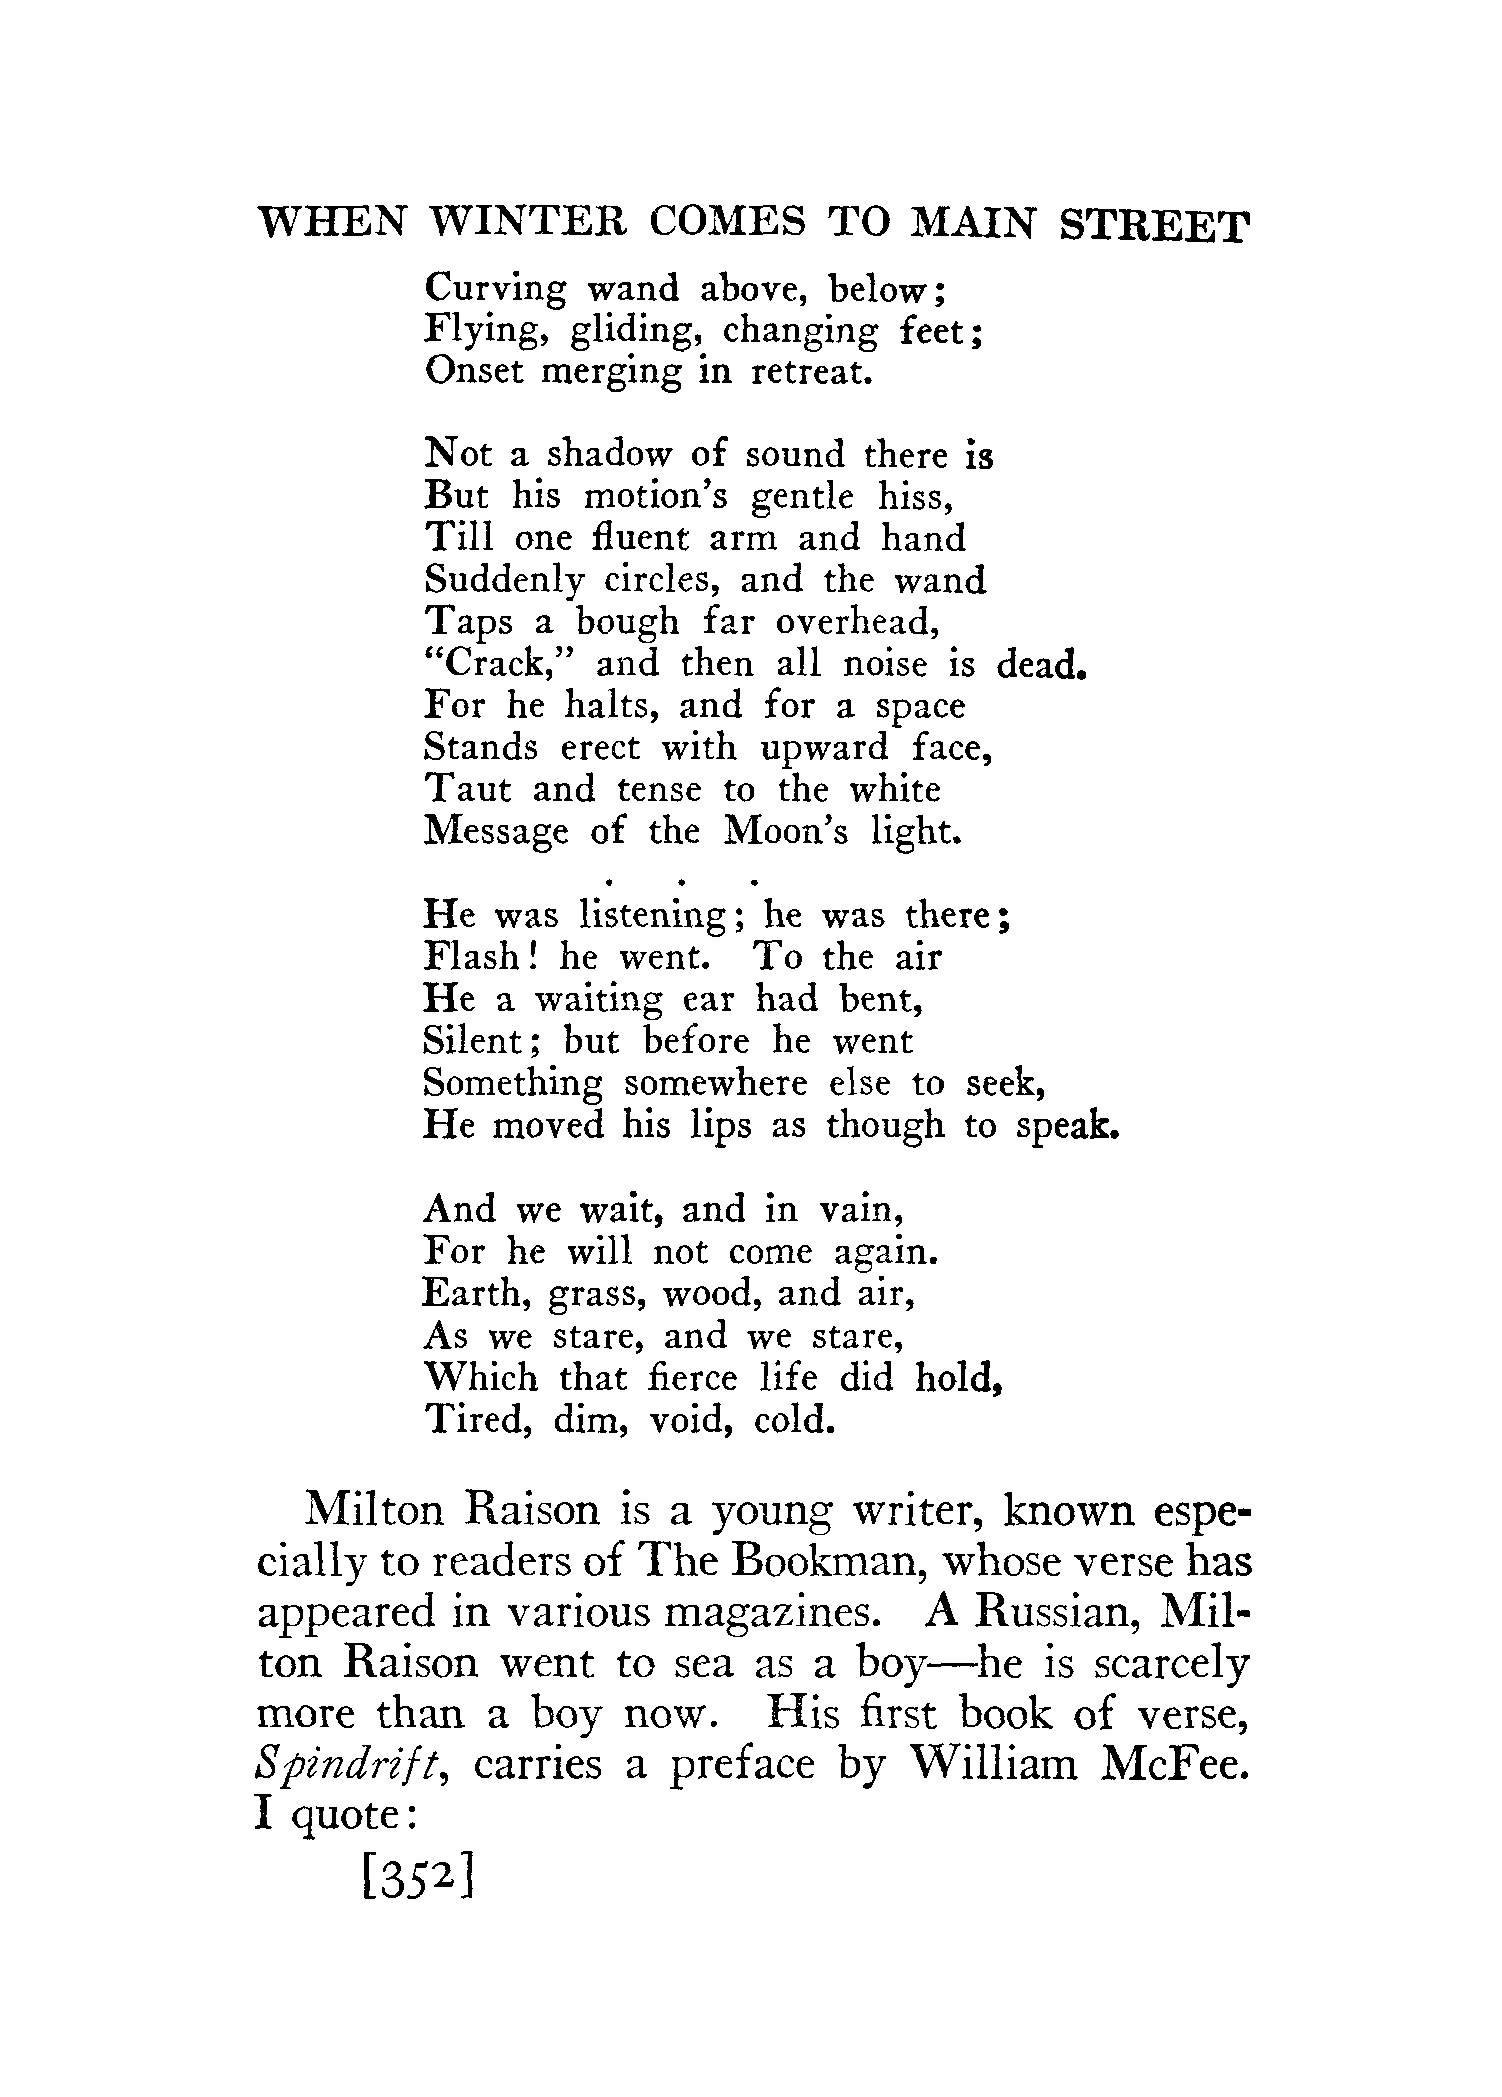 WHEN WINTER COMES TO MAIN STREET
Curving wand above, below;
Flying, gliding, changing feet;
Onset merging in retreat.
Not a shadow of sound there is
But his motion's gentle hiss,
Till one fluent arm and hand
Suddenly circles, and the wand
Taps a bough far overhead,
“Crack,” and then all noise is dead.
For he halts, and for a space
Stands erect with upward face,
Taut and tense to the white
Message of the Moon's light.
. . .
He was listening; he was there;
Flash! he went. To the air
He a waiting ear had bent,
Silent; but before he went
Something somewhere else to seek,
He moved his lips as though to speak.
And we wait, and in vain,
For he will not come again.
Earth, grass, wood, and air,
As we stare, and we stare,
Which that fierce life did hold,
Tired, dim, void, cold.
Milton Raison is a young writer, known espe-
cially to readers of The Bookman, whose verse has
appeared in various magazines. A Russian, Mil-
ton Raison went to sea as a boy—he is scarcely
more than a boy now. His first book of verse,
Spindrift, carries a preface by William McFee.
I quote:
[352]